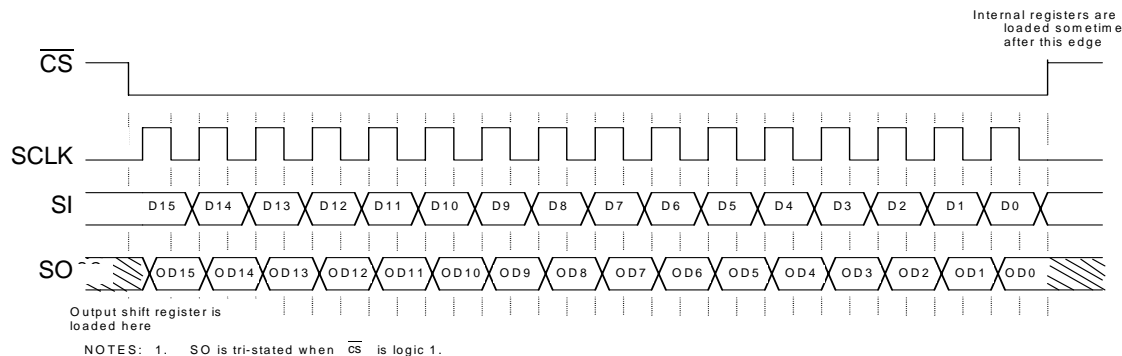 Internal registers are
loaded sometime
after this edge
CS
SCLK
SI D15 D14 D13 D12 D11 D10 D9 D8 D7 D6 D5 D4 D3 D2 D1 D0
SO OD15 OD14 OD13 OD12 OD11 OD10 OD9 OD8 OD7 OD6 OD5 OD4 OD3 OD2 OD1 OD0
Output shift register is
loaded here
NOTES: 1. SO is tri-stated when CS is logic 1.